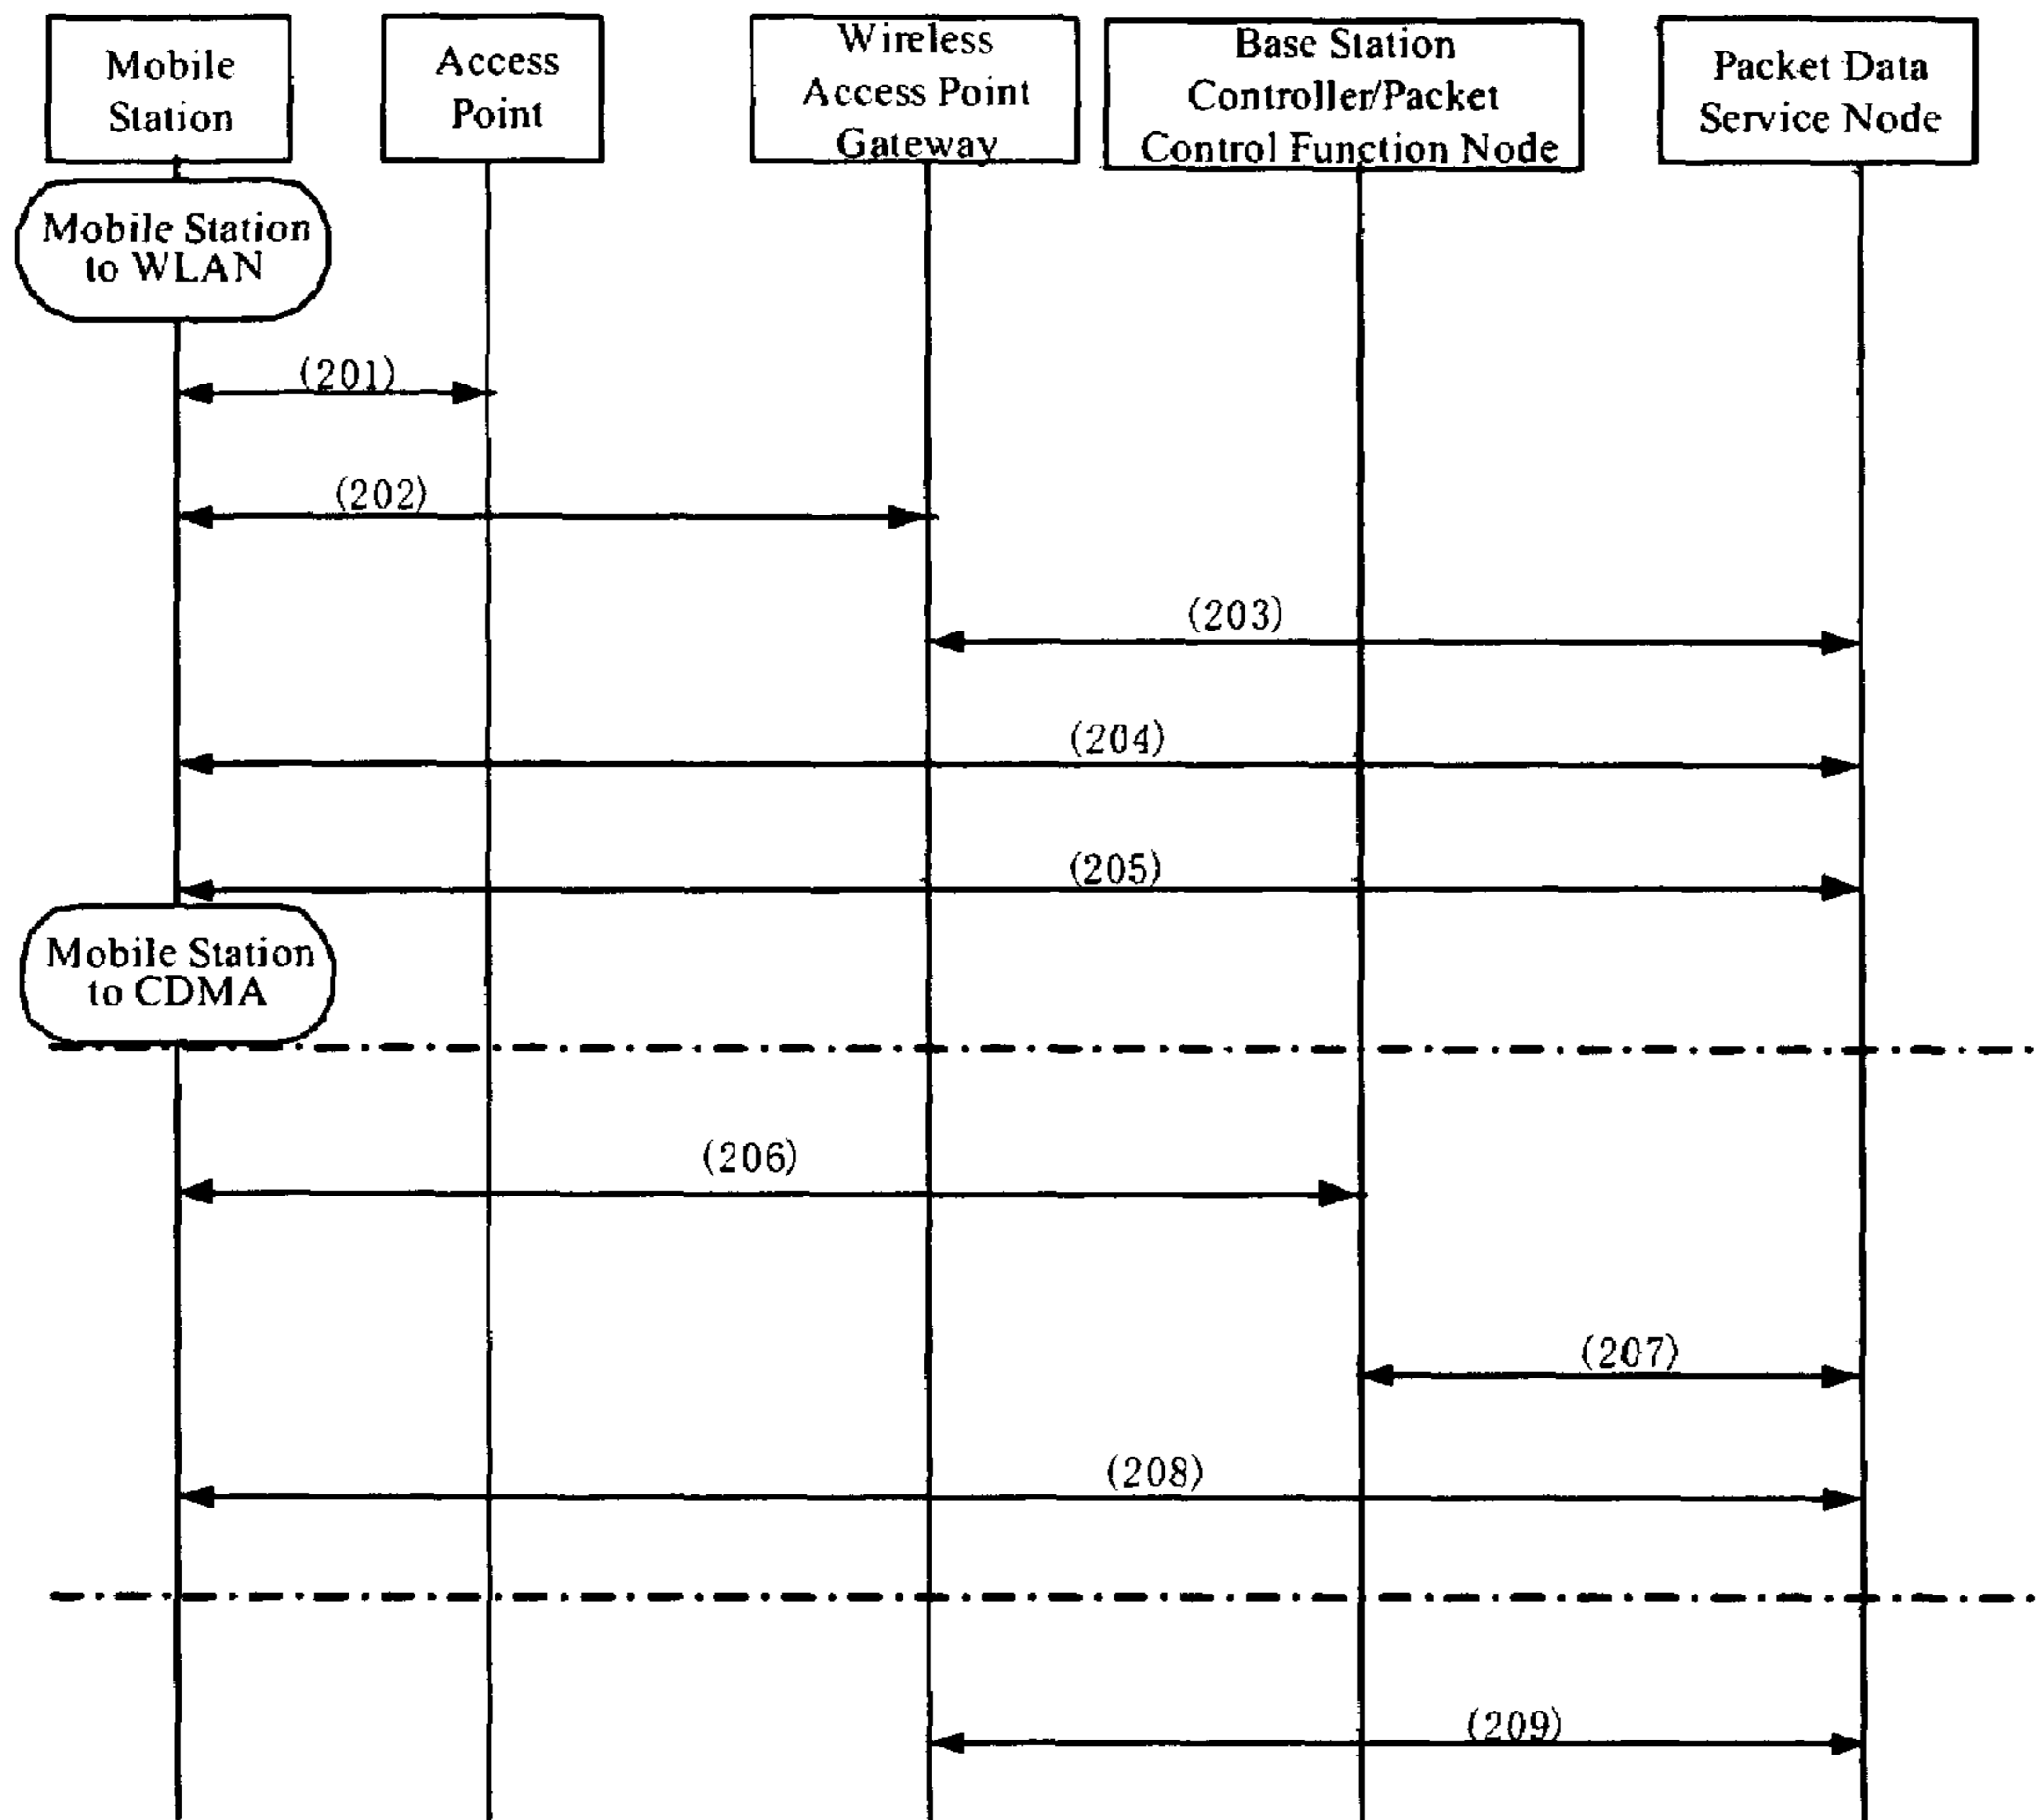 Mobile
Station
Access
Point
Wireless
Access Point
Gateway
Base Station
Controller/Packet
Control Function Node
Packet Data
Service Node
Mobile Station
to WLAN
(201)
(202)
(203)
(204)
(205)
Mobile Station
to CDMA
(206)
(207)
(208)
(209)